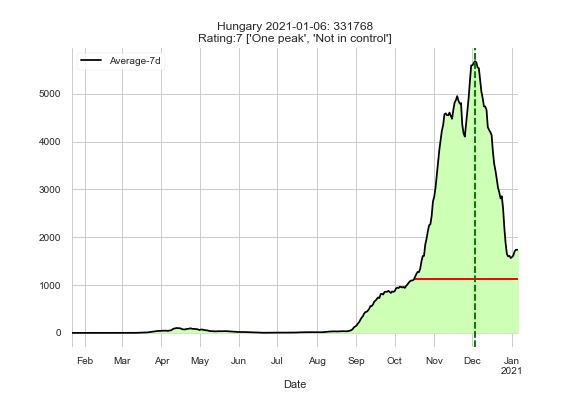 Hungary 2021-01-06: 331768
Rating:7 ['One peak', 'Not in control']
Average-7d
5000
4000
3000
2000
1000
0
Feb Mar Apr May Jun Jul Aug Sep Oct Nov Dec Jan
2021
Date